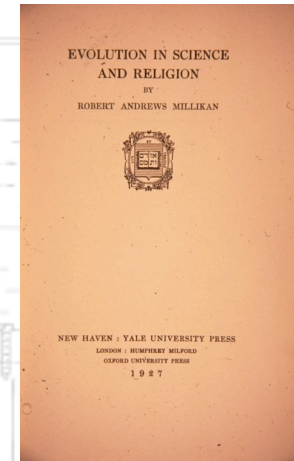 EVOLUTION IN SCIENCE
AND RELIGION
BY
ROBERT ANDREWS MILLIKAN
NEW HAVEN : YALE UNIVERSITY PRESS
LONDON : HUMPHREY MILFORD
OXFORD UNIVERSITY PRESS
1927